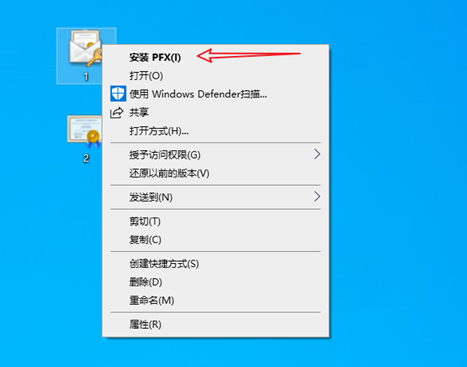 1
2
安装 PFX(I)
打开(O)
使用 Windows Defender扫描...
共享
打开方式(H)...
授予访问权限(G)
还原以前的版本(V)
发送到(N)
剪切(T)
复制(C)
创建快捷方式(S)
删除(D)
重命名(M)
属性(R)